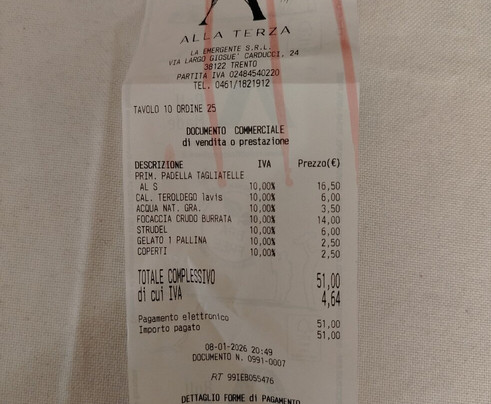 ALLA TERZA
LA EMERGENTE S.R.L.
VIA LARGO GIOSUE' CARDUCCI, 24
38122 TRENTO
PARTITA IVA 02484540220
TEL. 0461/1821912
TAVOLO 10 ORDINE 25
DOCUMENTO COMMERCIALE
di vendita o prestazione
DESCRIZIONE IVA Prezzo(€)
PRIM. PADELLA TAGLIATELLE
AL S 10,00% 16,50
CAL. TEROLDEGO lavis 10,00% 6,00
ACQUA NAT. GRA. 10,00% 3,50
FOCACCIA CRUDO BURRATA 10,00% 14,00
STRUDEL 10,00% 6,00
GELATO 1 PALLINA 10,00% 2,50
COPERTI 10,00% 2,50
TOTALE COMPLESSIVO 51,00
di cui IVA 4,64
Pagamento elettronico 51,00
Importo pagato 51,00
08-01-2026 20:49
DOCUMENTO N. 0991-0007
RT 99IEB055476
DETTAGLIO FORME di PAGAMENTO